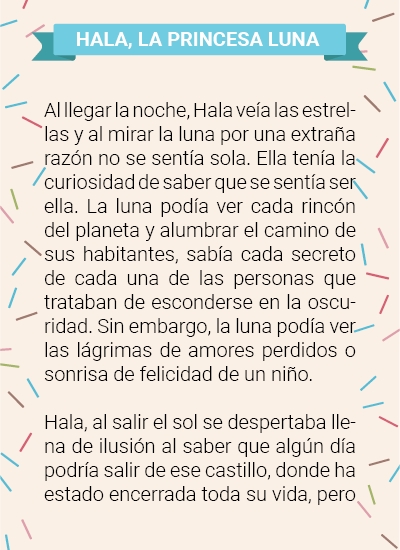 HALA, LA PRINCESA LUNA
Al llegar la noche, Hala veía las estrel-
las y al mirar la luna por una extraña
razón no se sentía sola. Ella tenía la
curiosidad de saber que se sentía ser
ella. La luna podía ver cada rincón
del planeta y alumbrar el camino de
sus habitantes, sabía cada secreto
de cada una de las personas que
trataban de esconderse en la oscu-
ridad. Sin embargo, la luna podía ver
las lágrimas de amores perdidos o
sonrisa de felicidad de un niño.
Hala, al salir el sol se despertaba lle-
na de ilusión al saber que algún día
podría salir de ese castillo, donde ha
estado encerrada toda su vida, pero